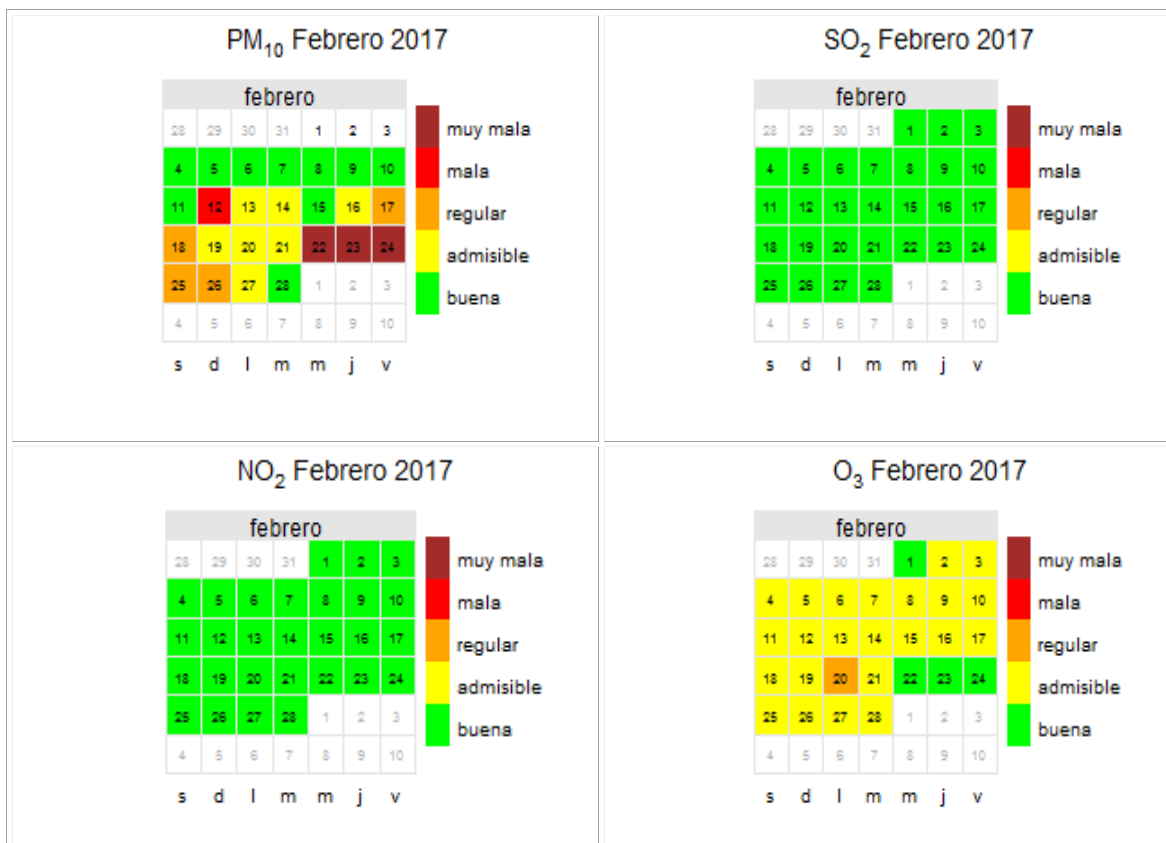 PM₁₀ Febrero 2017
febrero
28 29 30 31 1 2 3
4 5 6 7 8 9 10
11 12 13 14 15 16 17
18 19 20 21 22 23 24
25 26 27 28 1 2 3
4 5 6 7 8 9 10
s d l m m j v
muy mala
mala
regular
admisible
buena
SO₂ Febrero 2017
febrero
28 29 30 31 1 2 3
4 5 6 7 8 9 10
11 12 13 14 15 16 17
18 19 20 21 22 23 24
25 26 27 28 1 2 3
4 5 6 7 8 9 10
s d l m m j v
muy mala
mala
regular
admisible
buena
NO₂ Febrero 2017
febrero
28 29 30 31 1 2 3
4 5 6 7 8 9 10
11 12 13 14 15 16 17
18 19 20 21 22 23 24
25 26 27 28 1 2 3
4 5 6 7 8 9 10
s d l m m j v
muy mala
mala
regular
admisible
buena
O₃ Febrero 2017
febrero
28 29 30 31 1 2 3
4 5 6 7 8 9 10
11 12 13 14 15 16 17
18 19 20 21 22 23 24
25 26 27 28 1 2 3
4 5 6 7 8 9 10
s d l m m j v
muy mala
mala
regular
admisible
buena